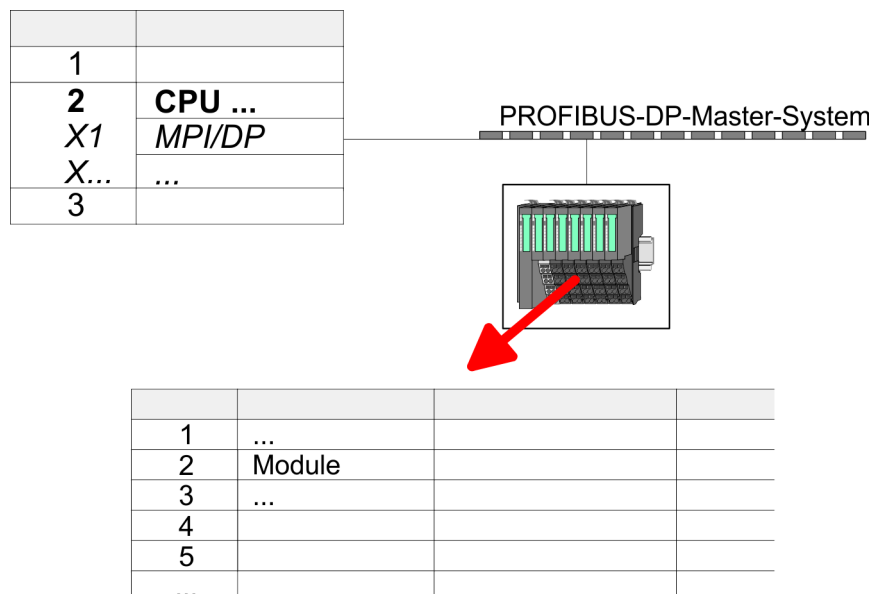 1
2 CPU ...
X1 MPI/DP
X... ...
3
PROFIBUS-DP-Master-System
1 ...
2 Module
3 ...
4
5
...